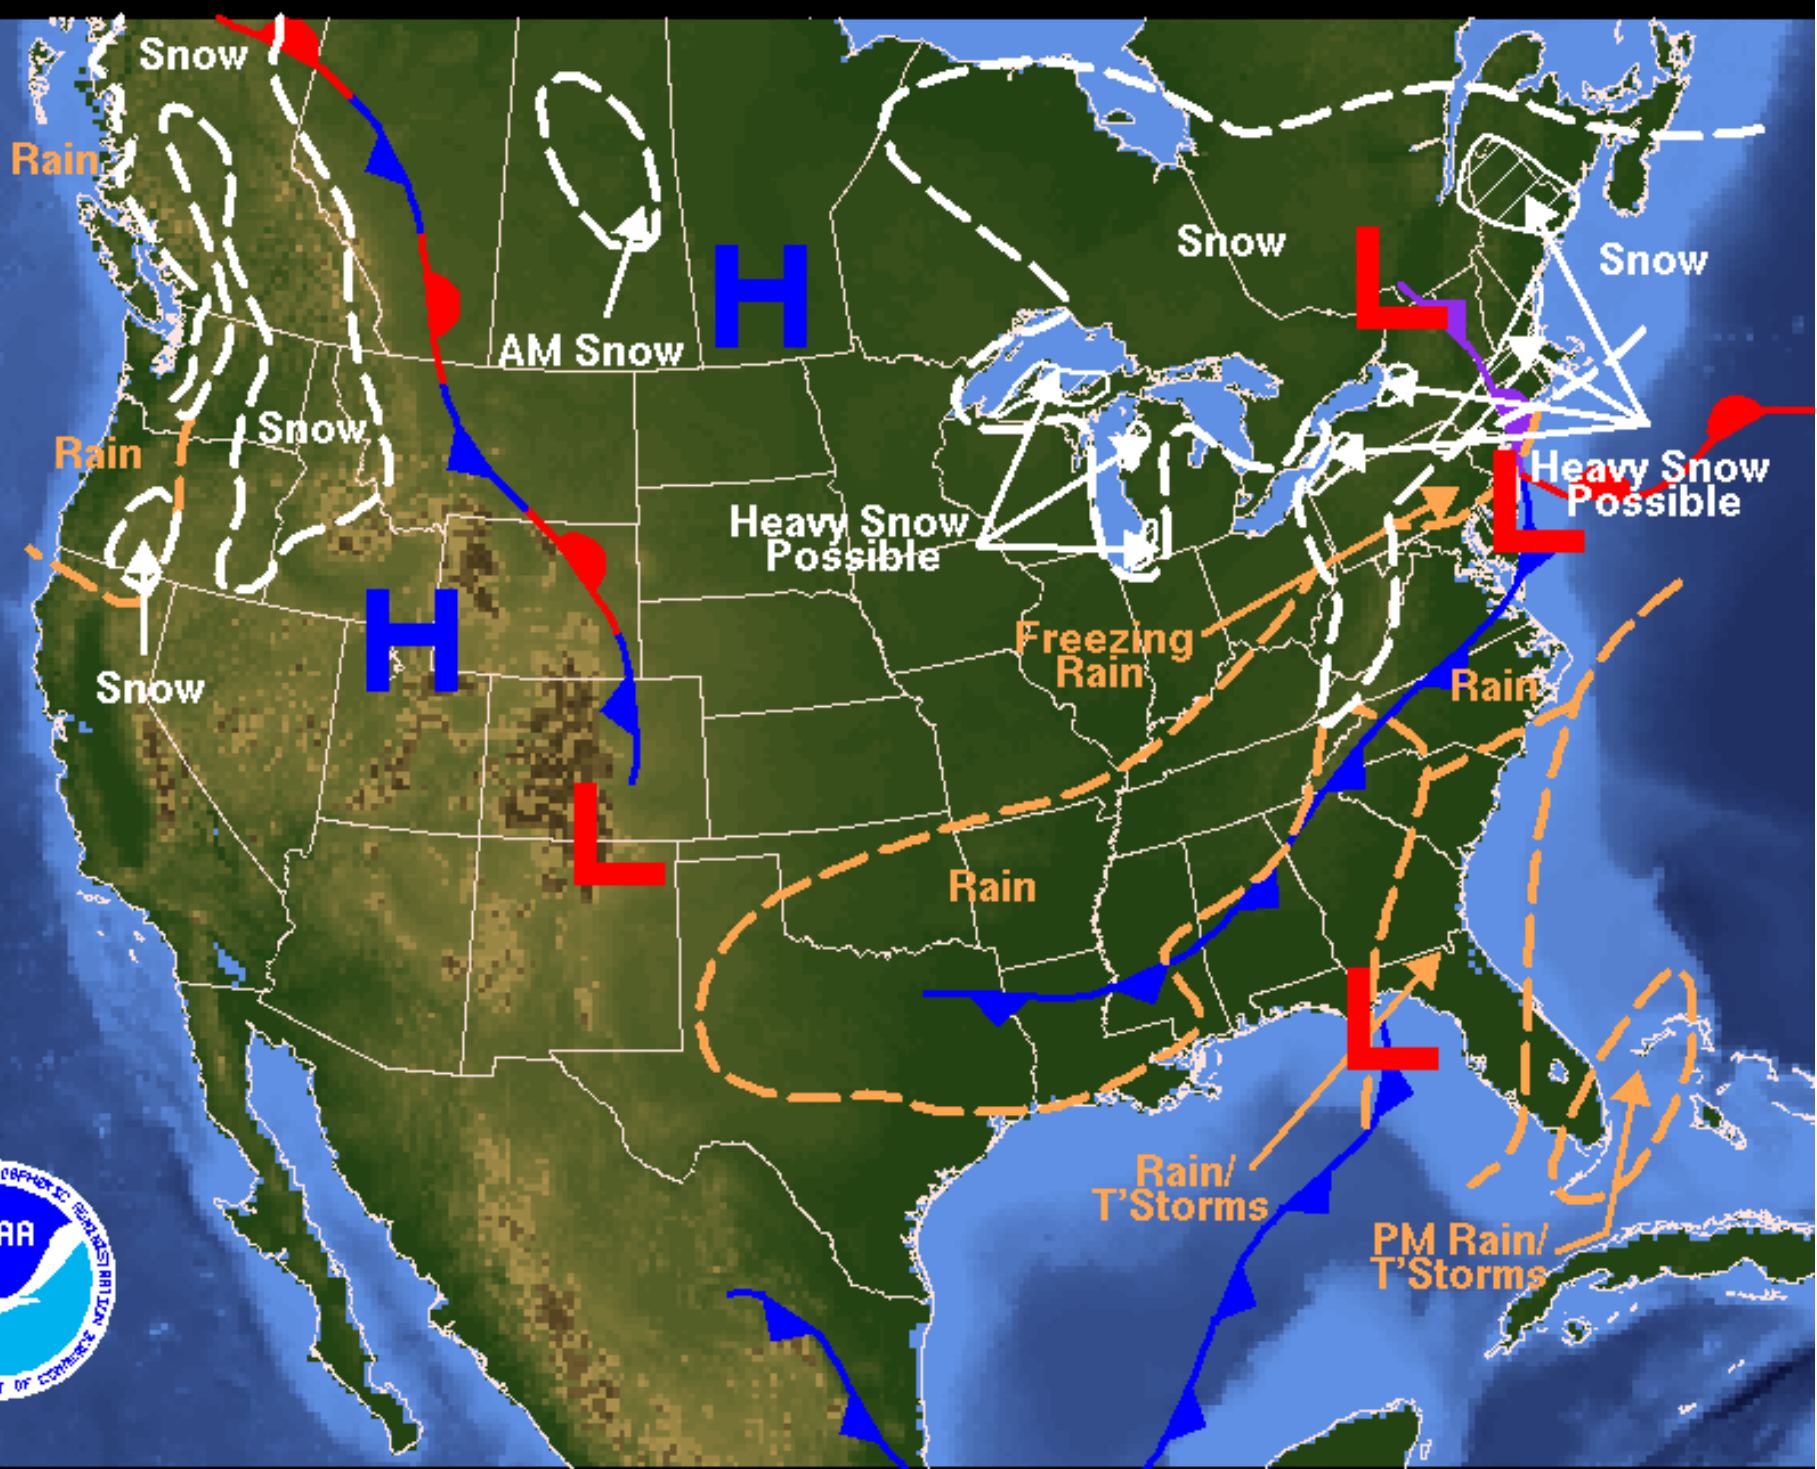 Snow
Rain
AM Snow
H
Snow
L
Snow
Rain
Snow
Heavy Snow
Possible
Heavy Snow
Possible
L
H
Snow
Freezing
Rain
Rain
L
Rain
L
Rain/
T'Storms
PM Rain/
T'Storms